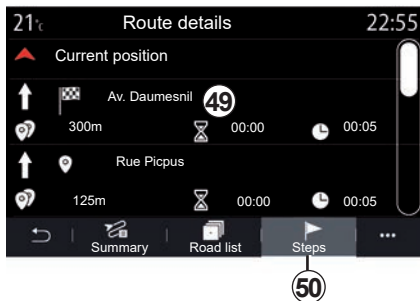 21°c Route details 22:55
Current position
Av. Daumesnil 49
300m 00:00 00:05
Rue Picpus
125m 00:00 00:05
Summary Road list Steps ...
50